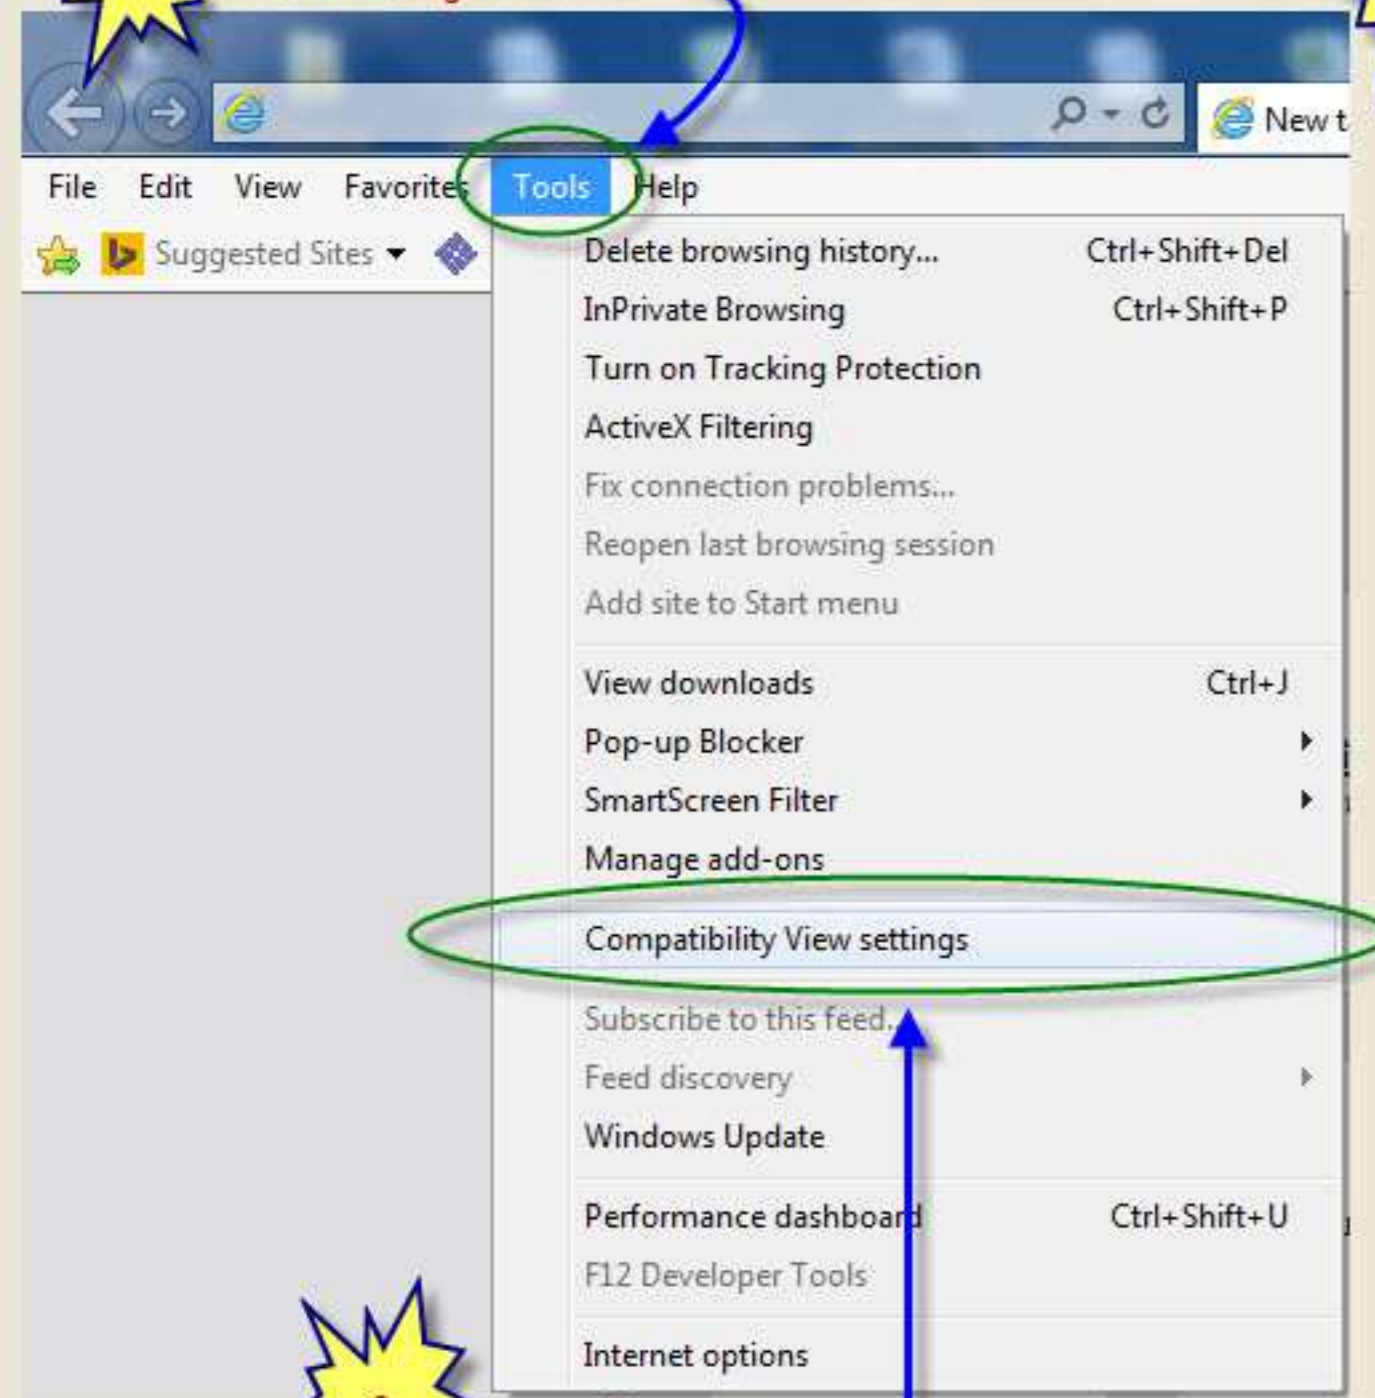 New t
File Edit View Favorites Tools Help
Suggested Sites
Delete browsing history... Ctrl+Shift+Del
InPrivate Browsing Ctrl+Shift+P
Turn on Tracking Protection
ActiveX Filtering
Fix connection problems...
Reopen last browsing session
Add site to Start menu
View downloads Ctrl+J
Pop-up Blocker
SmartScreen Filter
Manage add-ons
Compatibility View settings
Subscribe to this feed...
Feed discovery
Windows Update
Performance dashboard Ctrl+Shift+U
F12 Developer Tools
Internet options